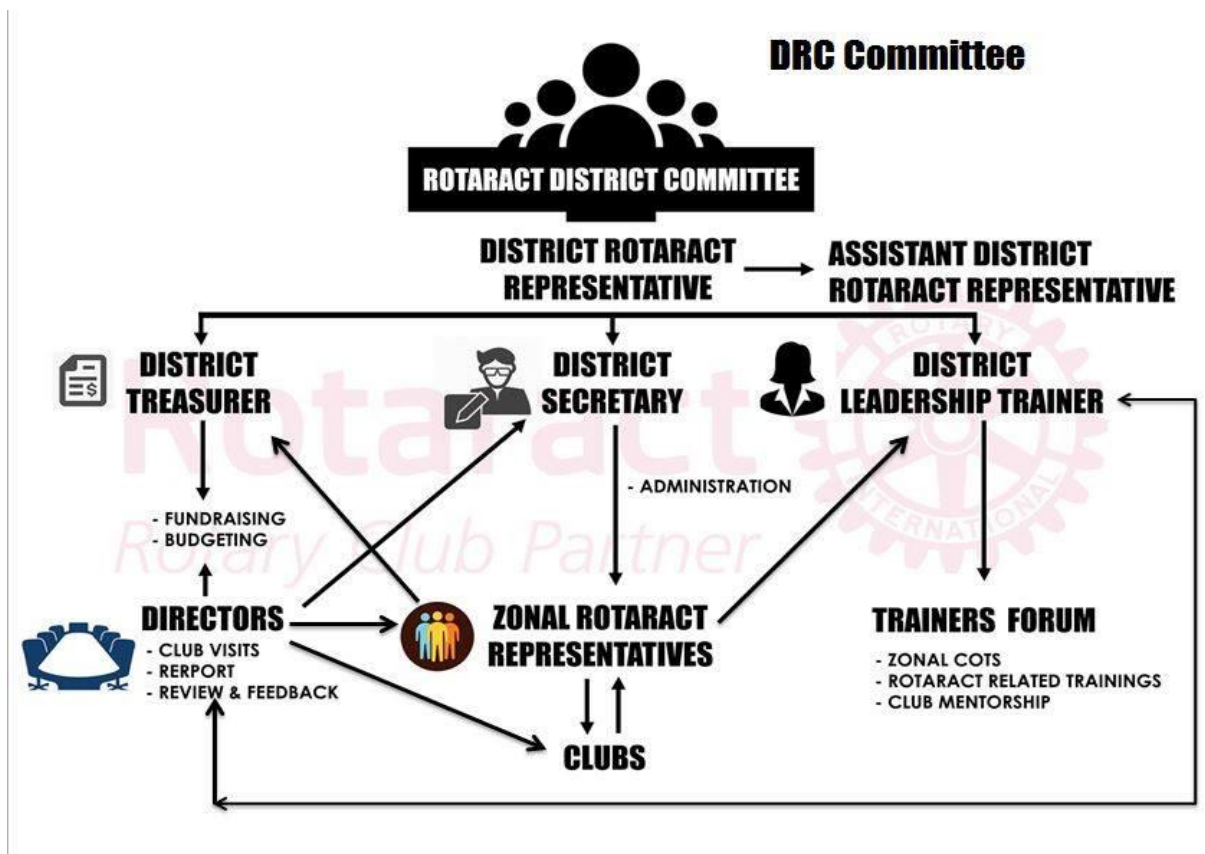 DRC Committee
ROTARACT DISTRICT COMMITTEE
DISTRICT ROTARACT
REPRESENTATIVE
ASSISTANT DISTRICT
ROTARACT REPRESENTATIVE
DISTRICT
TREASURER
DISTRICT
SECRETARY
DISTRICT
LEADERSHIP TRAINER
- FUNDRAISING
- BUDGETING
- ADMINISTRATION
DIRECTORS
- CLUB VISITS
- RERPORT
- REVIEW & FEEDBACK
ZONAL ROTARACT
REPRESENTATIVES
TRAINERS FORUM
- ZONAL COTS
- ROTARACT RELATED TRAININGS
- CLUB MENTORSHIP
CLUBS
Rotaract
Rotary Club Partner
ROTARY
INTERNATIONAL